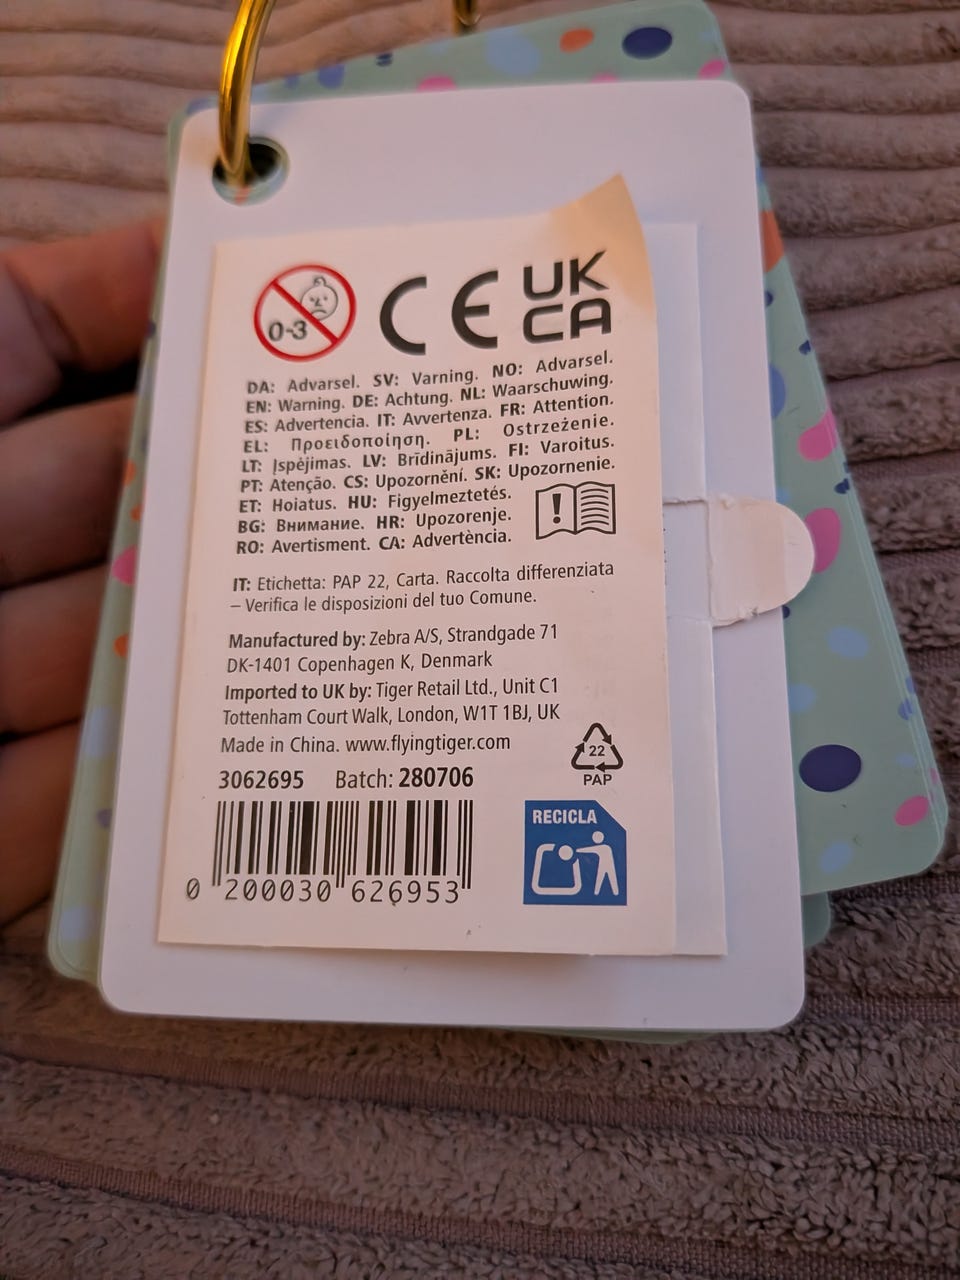 0-3
CE
UK
CA
DA: Advarsel. SV: Varning. NO: Advarsel.
EN: Warning. DE: Achtung. NL: Waarschuwing.
ES: Advertencia. IT: Avvertenza. FR: Attention.
EL: Προειδοποίηση. PL: Ostrzeżenie.
LT: Įspėjimas. LV: Brīdinājums. FI: Varoitus.
PT: Atenção. CS: Upozornění. SK: Upozornenie.
ET: Hoiatus. HU: Figyelmeztetés.
BG: Внимание. HR: Upozorenje.
RO: Avertisment. CA: Advertència.
IT: Etichetta: PAP 22, Carta. Raccolta differenziata
– Verifica le disposizioni del tuo Comune.
Manufactured by: Zebra A/S, Strandgade 71
DK-1401 Copenhagen K, Denmark
Imported to UK by: Tiger Retail Ltd., Unit C1
Tottenham Court Walk, London, W1T 1BJ, UK
Made in China. www.flyingtiger.com
22
PAP
3062695 Batch: 280706
RECICLA
0 200030 626953